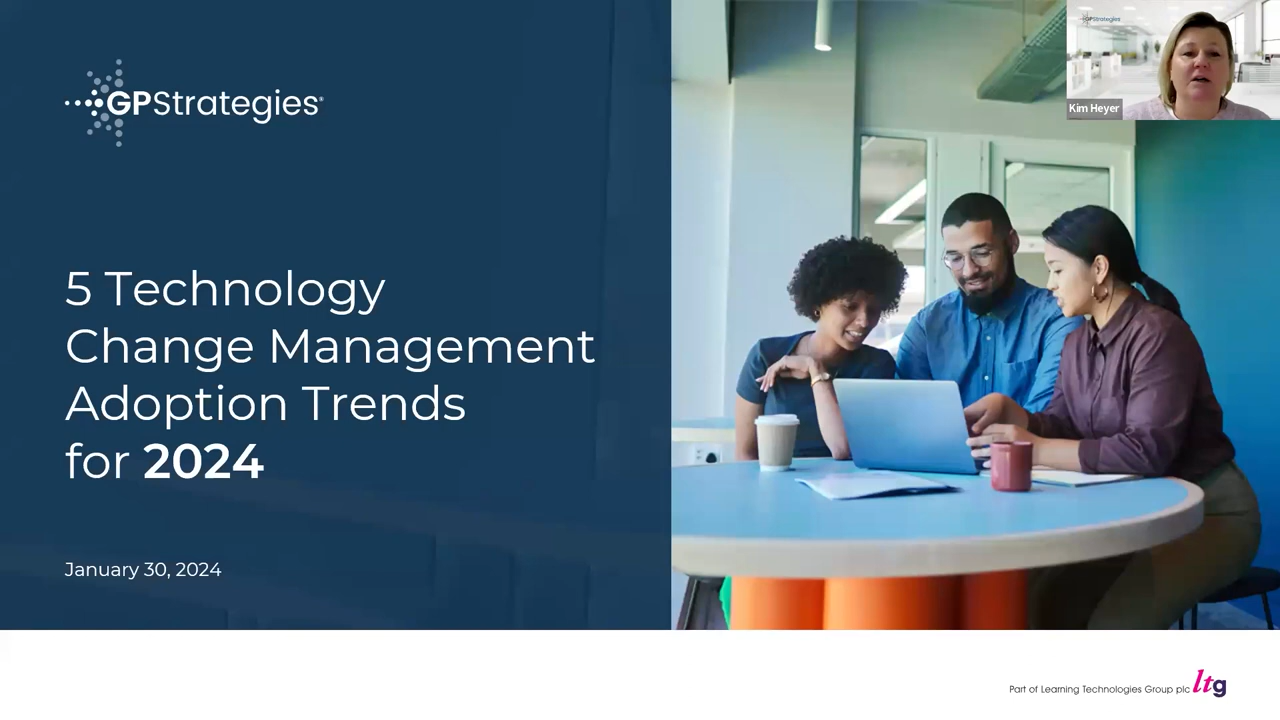 GPStrategies®
GPStrategies
Kim Heyer
5 Technology
Change Management
Adoption Trends
for 2024
January 30, 2024
Part of Learning Technologies Group plc ltg